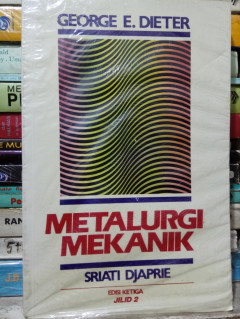 GEORGE E. DIETER
METALURGI
MEKANIK
SRIATI DJAPRIE
EDISI KETIGA
JILID 2